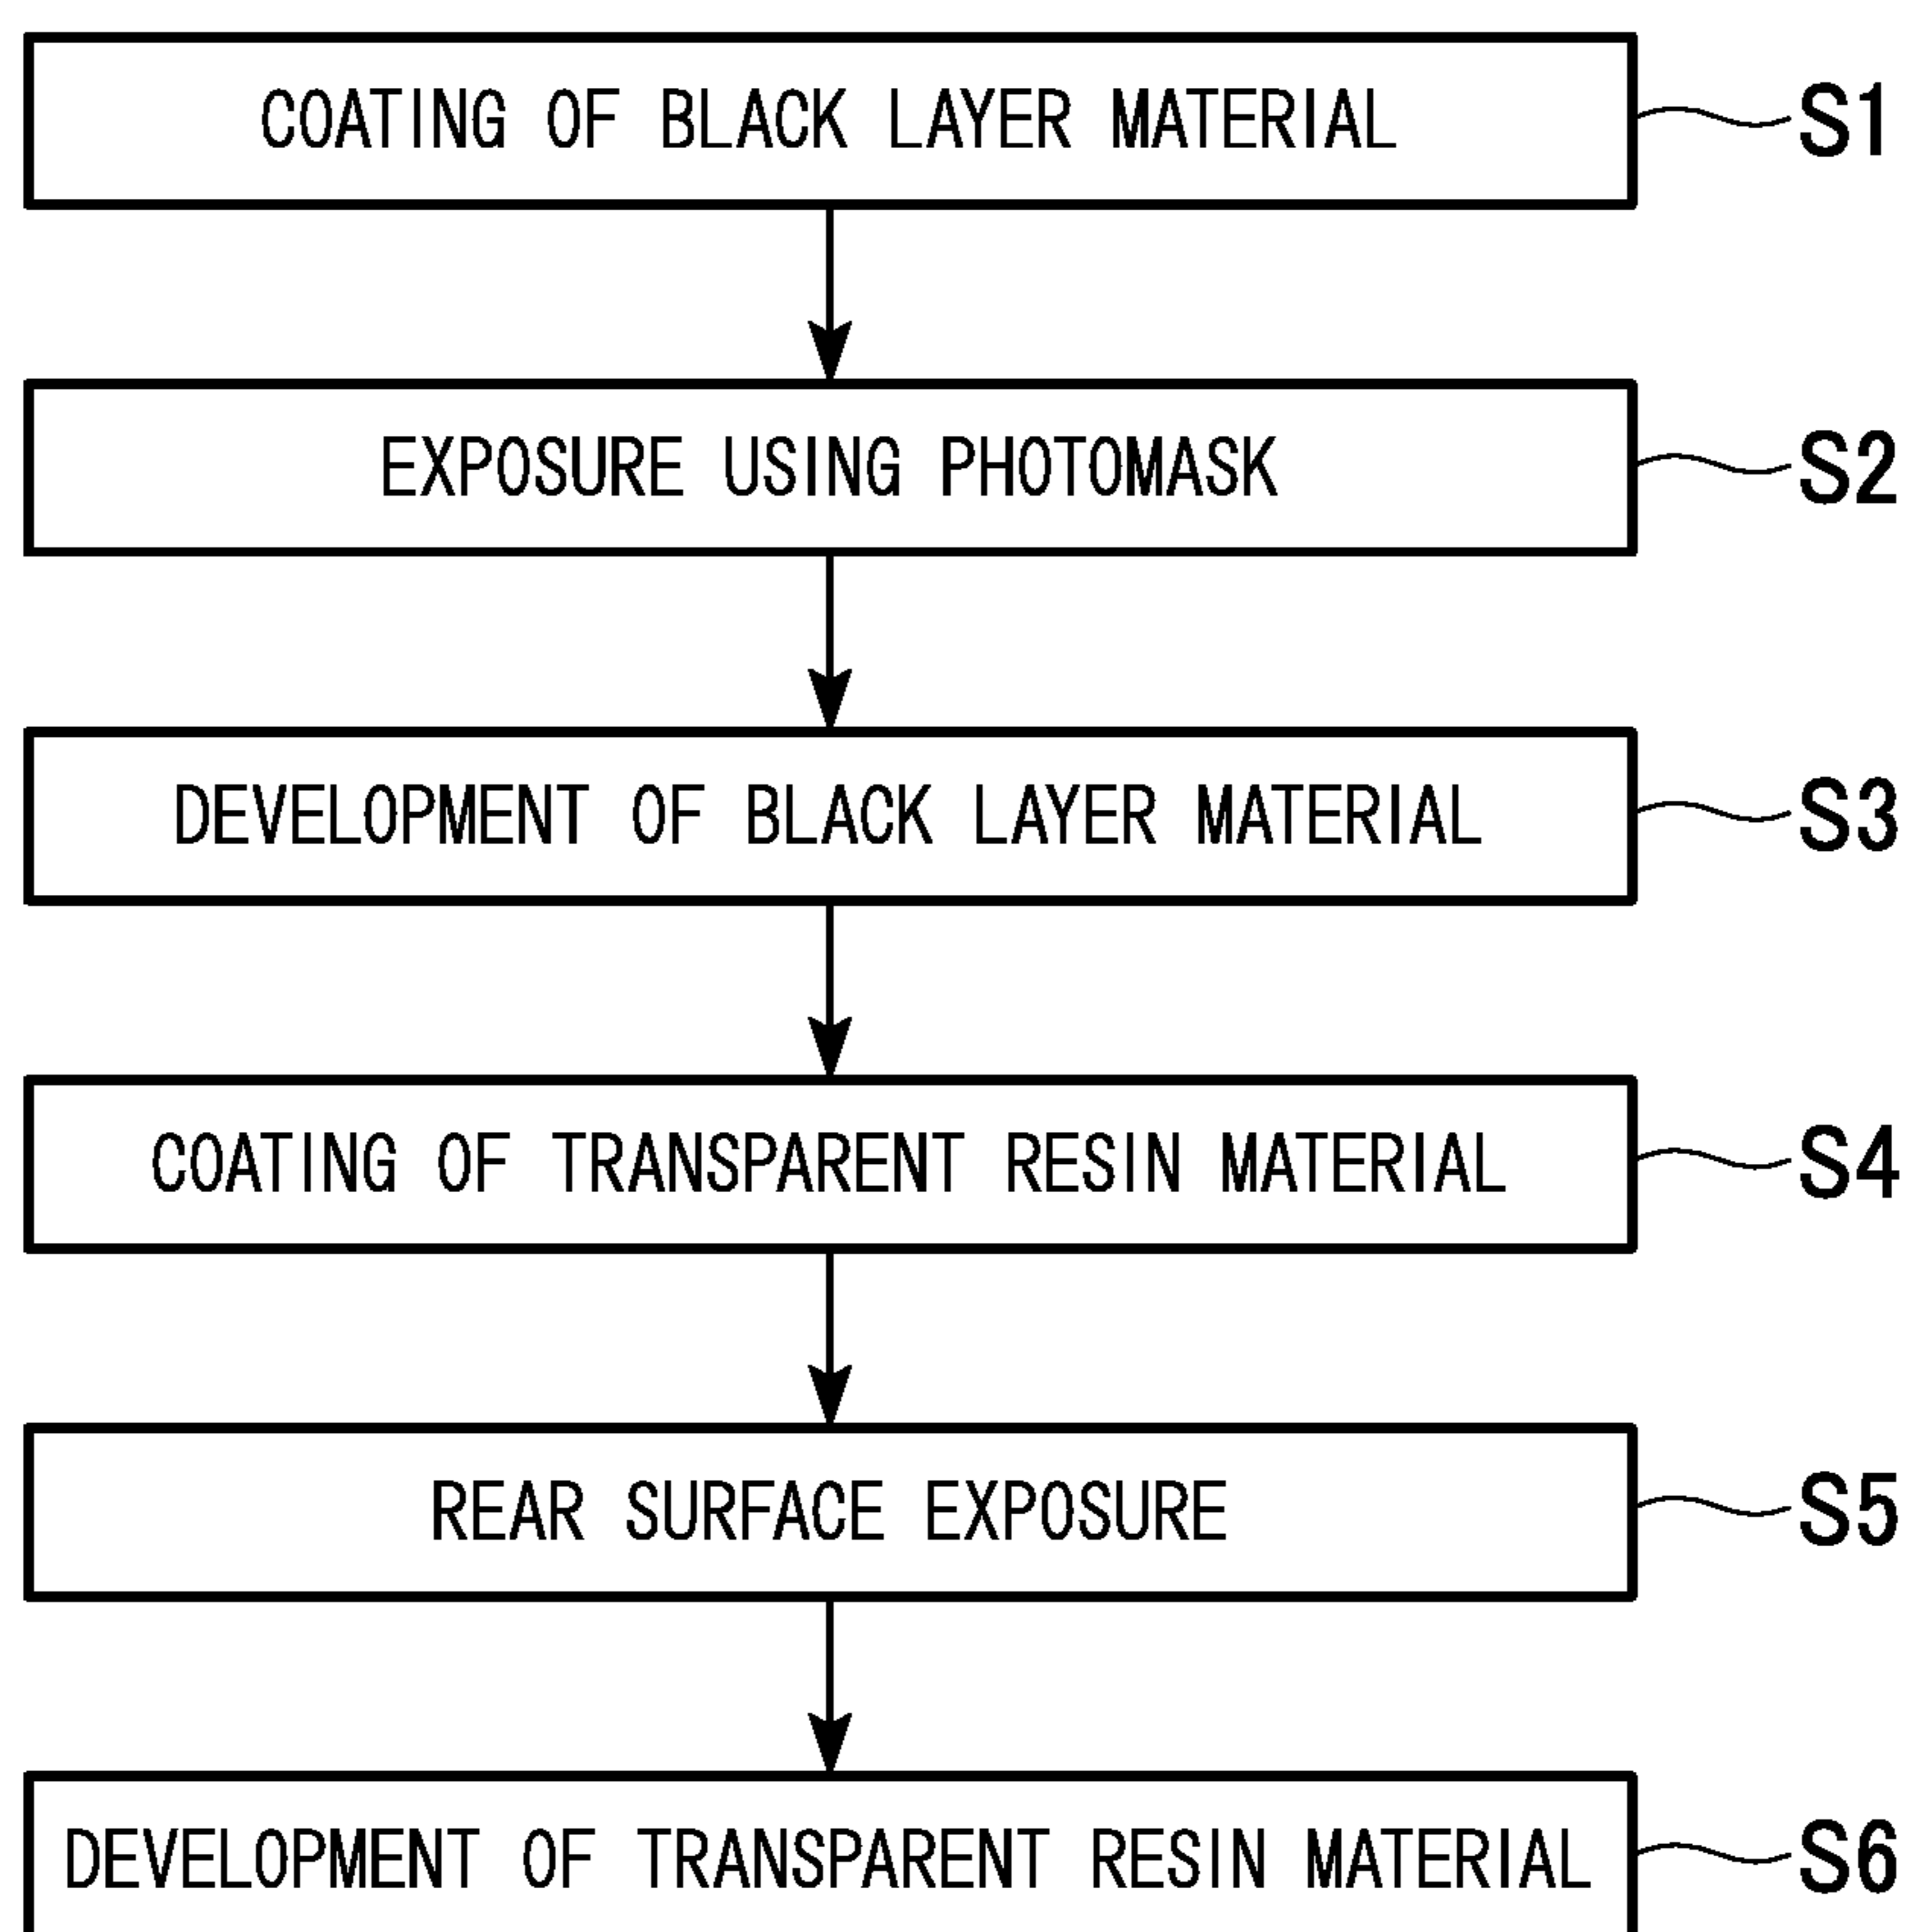 COATING OF BLACK LAYER MATERIAL S1
EXPOSURE USING PHOTOMASK S2
DEVELOPMENT OF BLACK LAYER MATERIAL S3
COATING OF TRANSPARENT RESIN MATERIAL S4
REAR SURFACE EXPOSURE S5
DEVELOPMENT OF TRANSPARENT RESIN MATERIAL S6